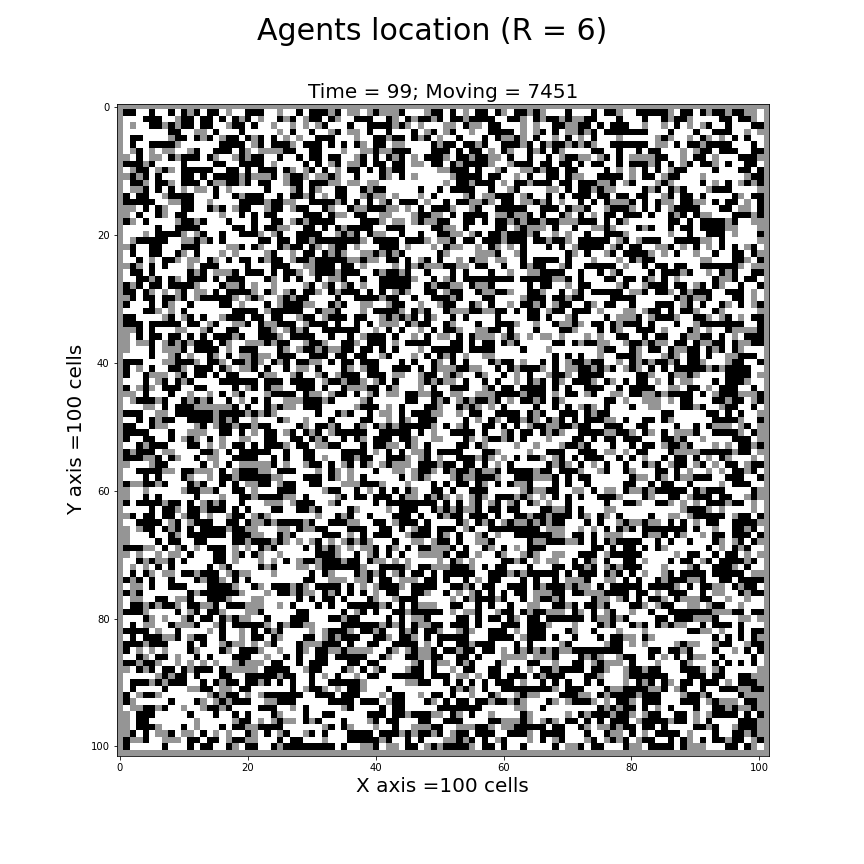 Agents location (R = 6)
Time = 99; Moving = 7451
0
20
40
60
80
100
Y axis =100 cells
0 20 40 60 80 100
X axis =100 cells